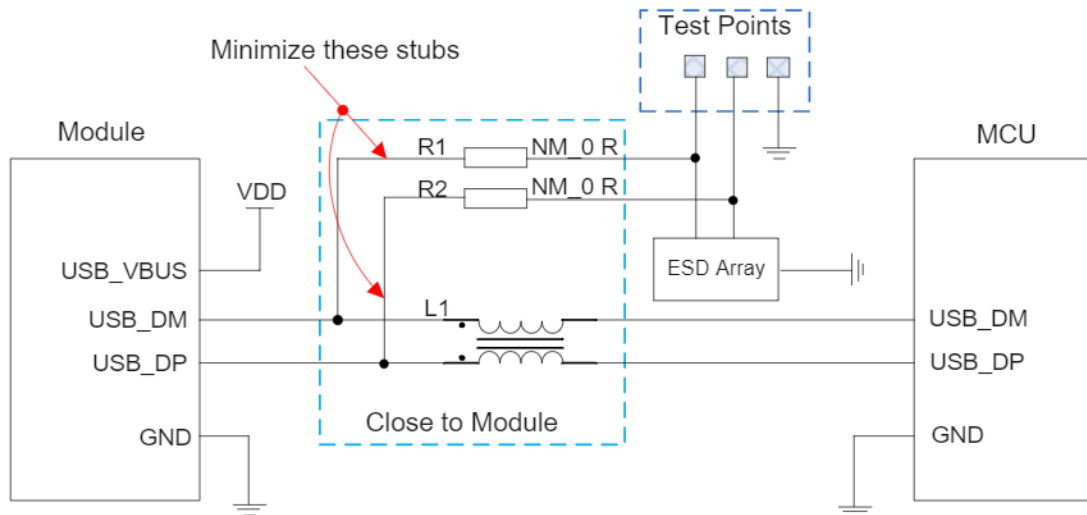 Test Points
Minimize these stubs
Module
MCU
R1
NM_0 R
R2
NM_0 R
VDD
ESD Array
USB_VBUS
L1
USB_DM
USB_DM
USB_DP
USB_DP
Close to Module
GND
GND